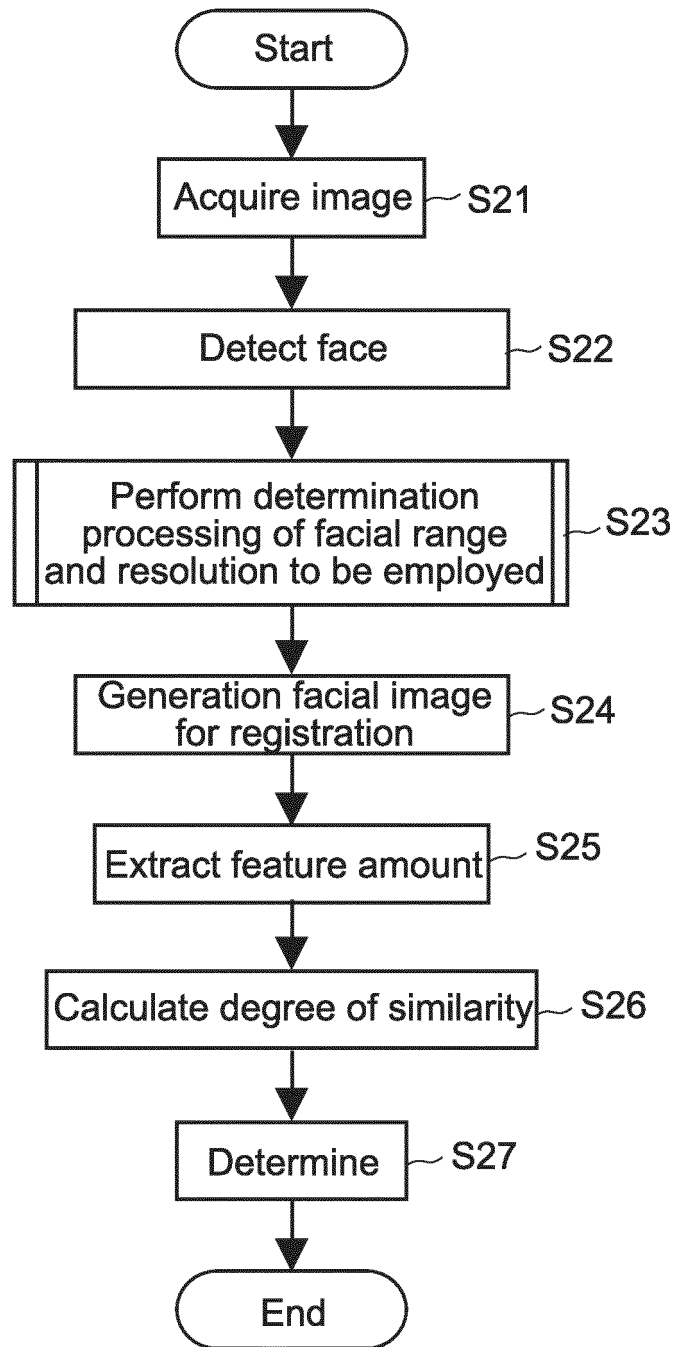 Start
Acquire image
S21
Detect face
S22
Perform determination
processing of facial range
and resolution to be employed
S23
Generation facial image
for registration
S24
Extract feature amount
S25
Calculate degree of similarity
S26
Determine
S27
End